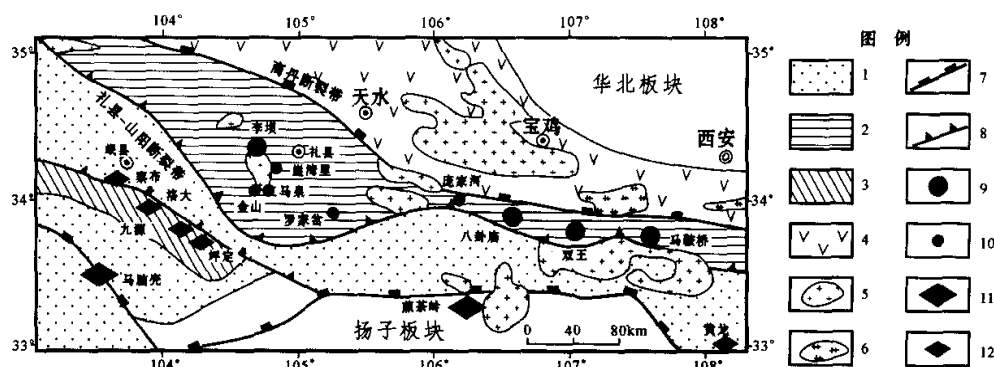 104° 105° 106° 107° 108°
35° 35°
图 例
商丹断裂带
天水
华北板块
礼县-山阳断裂带
李坝
宝鸡
西安
岷县
礼县
崖湾里
马泉
金山
庞家河
34° 34°
寨布
洛大
九源
坪定
罗家岔
八卦庙
双王
马鞍桥
马脑壳
煎茶岭
扬子板块
0 40 80km
黄龙
33° 33°
104° 105° 106° 107°
1 7
2 8
3 9
4 10
5 11
6 12